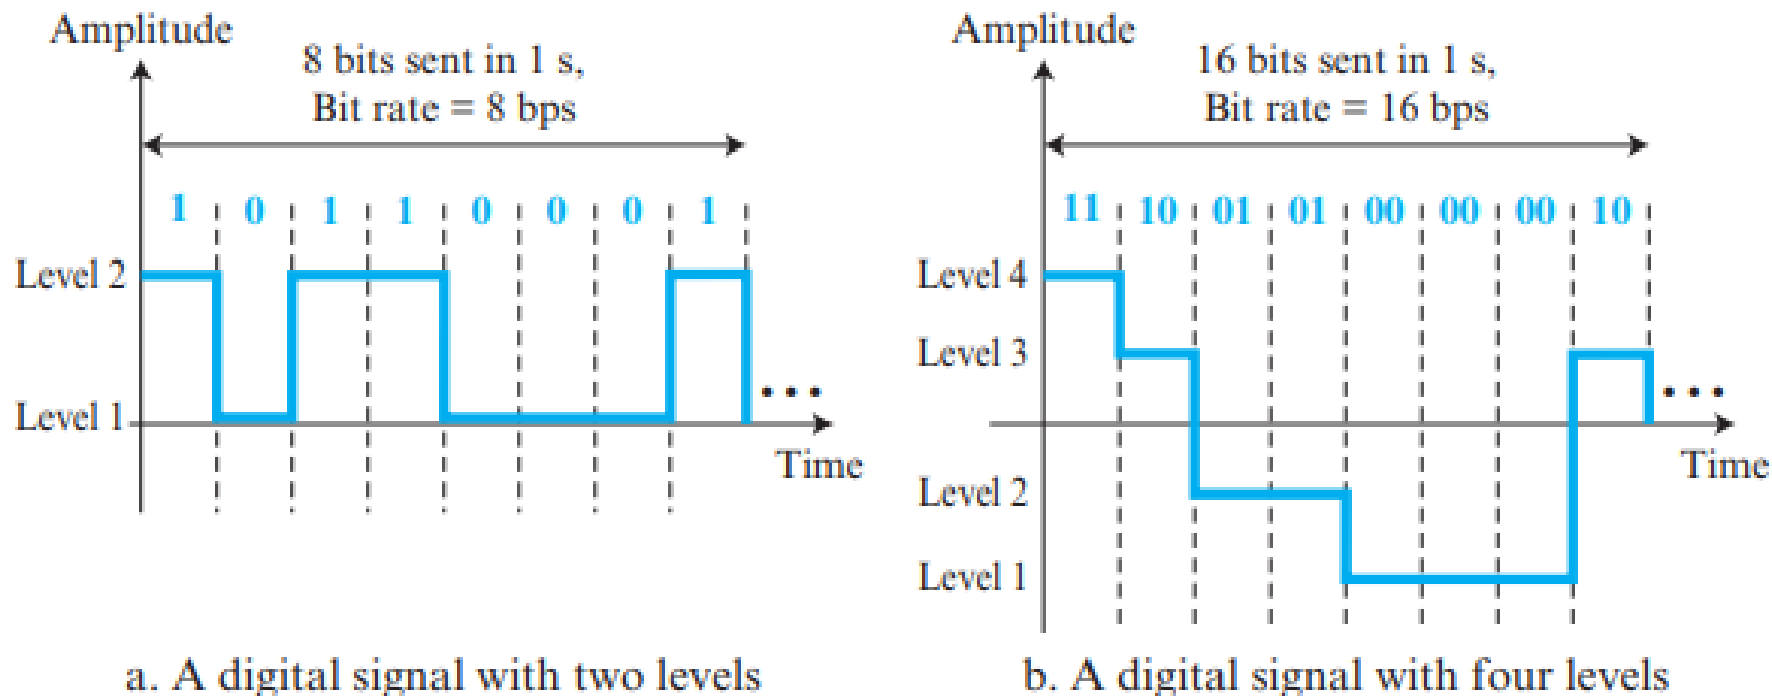 Amplitude
8 bits sent in 1 s,
Bit rate = 8 bps
1 0 1 1 0 0 0 1
Level 2
Level 1
...
Time
a. A digital signal with two levels
Amplitude
16 bits sent in 1 s,
Bit rate = 16 bps
11 10 01 01 00 00 00 10
Level 4
Level 3
...
Time
Level 2
Level 1
b. A digital signal with four levels